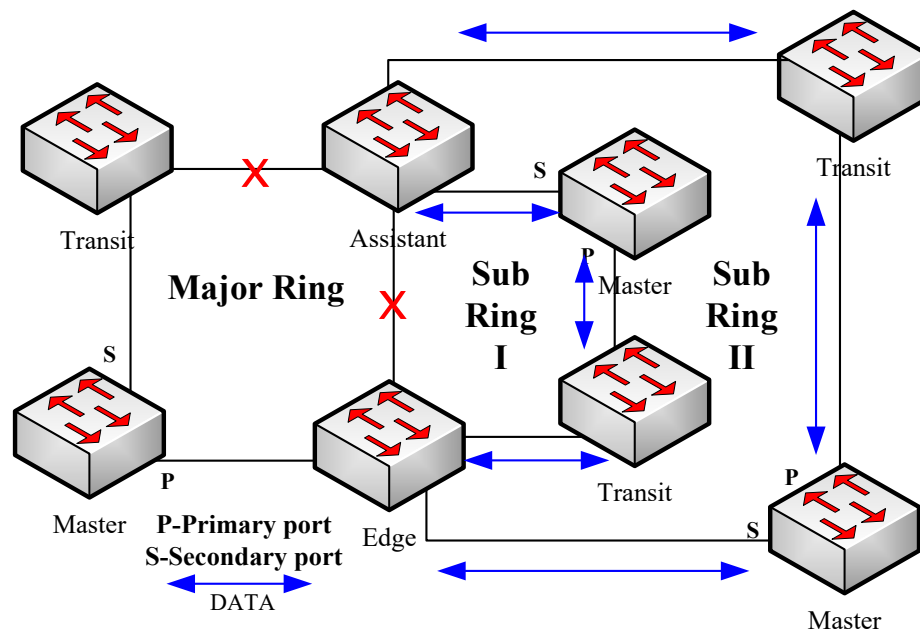 S
Transit
Transit
Assistant
P
Master
Major Ring
Sub
Ring
I
Sub
Ring
II
S
P
P
Transit
Master
Edge
S
P-Primary port
S-Secondary port
DATA
Master